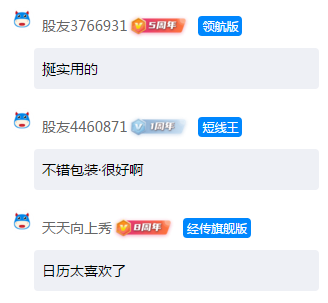 股友3766931 5周年 领航版
挻实用的
股友4460871 1周年 短线王
不错包装·很好啊
天天向上秀 8周年 经传旗舰版
日历太喜欢了